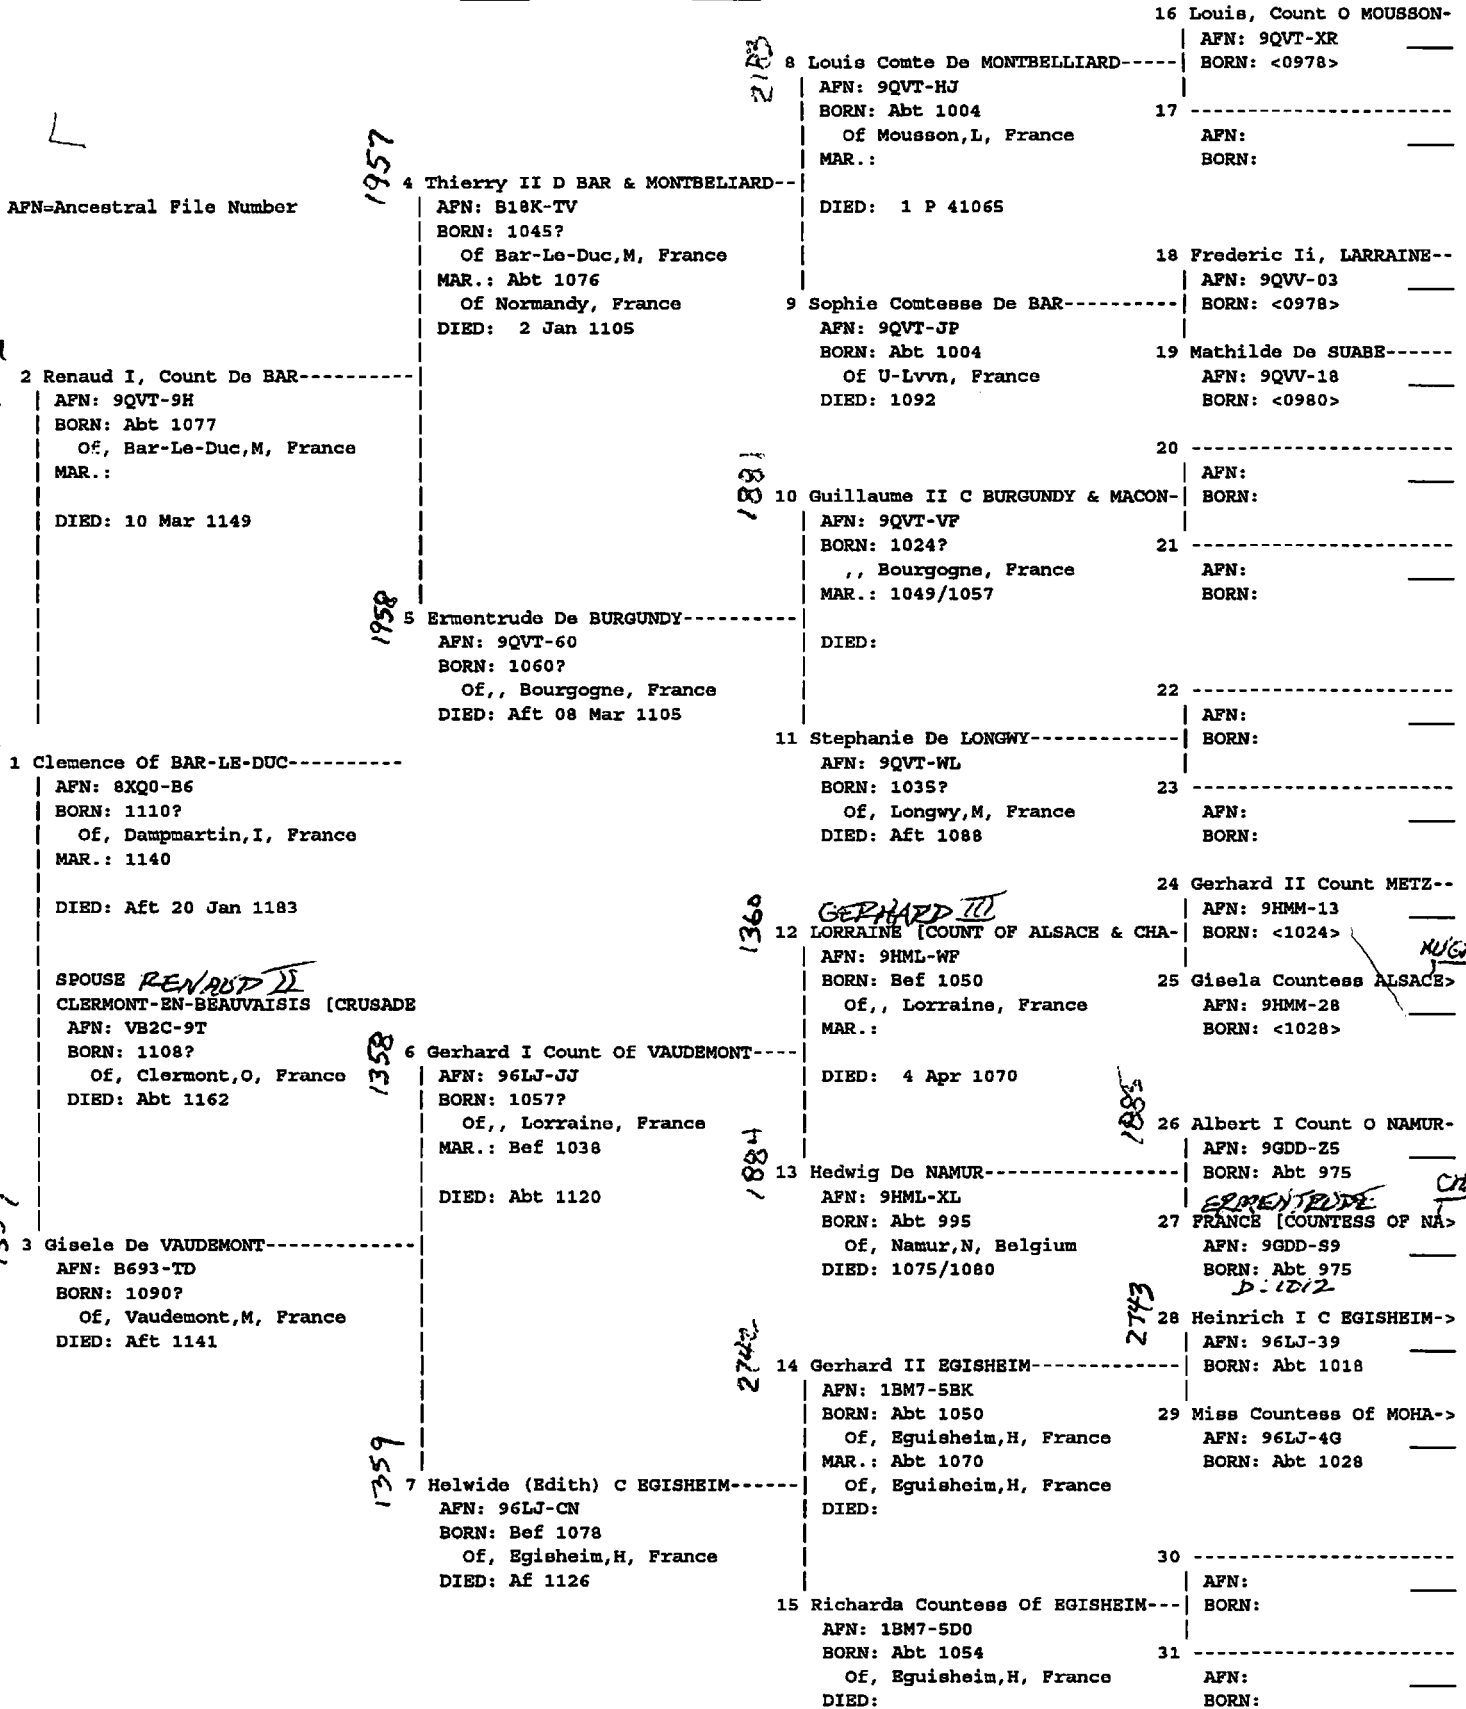 AFN=Ancestral File Number
1 Clemence Of BAR-LE-DUC----------
AFN: 8XQ0-B6
BORN: 1110?
Of, Dampmartin,I, France
MAR.: 1140
DIED: Aft 20 Jan 1183
SPOUSE RENAUD II
CLERMONT-EN-BEAUVAISIS [CRUSADE
AFN: VB2C-9T
BORN: 1108?
Of, Clermont,O, France
DIED: Abt 1162
2 Renaud I, Count De BAR----------
AFN: 9QVT-9H
BORN: Abt 1077
Of, Bar-Le-Duc,M, France
MAR.:
DIED: 10 Mar 1149
3 Gisele De VAUDEMONT-------------
AFN: B693-TD
BORN: 1090?
Of, Vaudemont,M, France
DIED: Aft 1141
1957
4 Thierry II D BAR & MONTBELIARD--
AFN: B18K-TV
BORN: 1045?
Of Bar-Le-Duc,M, France
MAR.: Abt 1076
Of Normandy, France
DIED: 2 Jan 1105
1958
5 Ermentrude De BURGUNDY----------
AFN: 9QVT-60
BORN: 1060?
Of,, Bourgogne, France
DIED: Aft 08 Mar 1105
1358
6 Gerhard I Count Of VAUDEMONT----
AFN: 96LJ-JJ
BORN: 1057?
Of,, Lorraine, France
MAR.: Bef 1038
DIED: Abt 1120
1359
7 Helwide (Edith) C EGISHEIM------
AFN: 96LJ-CN
BORN: Bef 1078
Of, Egisheim,H, France
DIED: Af 1126
8 Louis Comte De MONTBELLIARD-----
AFN: 9QVT-HJ
BORN: Abt 1004
Of Mousson,L, France
MAR.:
DIED: 1 P 41065
9 Sophie Comtesse De BAR----------
AFN: 9QVT-JP
BORN: Abt 1004
Of U-Lvvn, France
DIED: 1092
1881
10 Guillaume II C BURGUNDY & MACON-
AFN: 9QVT-VF
BORN: 1024?
,, Bourgogne, France
MAR.: 1049/1057
DIED:
11 Stephanie De LONGWY-------------
AFN: 9QVT-WL
BORN: 1035?
Of, Longwy,M, France
DIED: Aft 1088
1360
GERHARD III
12 LORRAINE [COUNT OF ALSACE & CHA-
AFN: 9HML-WF
BORN: Bef 1050
Of,, Lorraine, France
MAR.:
DIED: 4 Apr 1070
1884
13 Hedwig De NAMUR-----------------
AFN: 9HML-XL
BORN: Abt 995
Of, Namur,N, Belgium
DIED: 1075/1080
2742
14 Gerhard II EGISHEIM-------------
AFN: 1BM7-5BK
BORN: Abt 1050
Of, Eguisheim,H, France
MAR.: Abt 1070
Of, Eguisheim,H, France
DIED:
15 Richarda Countess Of EGISHEIM---
AFN: 1BM7-5D0
BORN: Abt 1054
Of, Eguisheim,H, France
DIED:
16 Louis, Count O MOUSSON-
AFN: 9QVT-XR
BORN: <0978>
17 ----------------------
AFN:
BORN:
18 Frederic Ii, LARRAINE--
AFN: 9QVV-03
BORN: <0978>
19 Mathilde De SUABE------
AFN: 9QVV-18
BORN: <0980>
20 ----------------------
AFN:
BORN:
21 ----------------------
AFN:
BORN:
22 ----------------------
AFN:
BORN:
23 ----------------------
AFN:
BORN:
24 Gerhard II Count METZ--
AFN: 9HMM-13
BORN: <1024>
25 Gisela Countess ALSACE>
AFN: 9HMM-28
BORN: <1028>
1885
26 Albert I Count O NAMUR-
AFN: 9GDD-Z5
BORN: Abt 975
ERMENTRUDE
27 FRANCE [COUNTESS OF NA>
AFN: 9GDD-S9
BORN: Abt 975
D: 1012
2743
28 Heinrich I C EGISHEIM->
AFN: 96LJ-39
BORN: Abt 1018
29 Miss Countess Of MOHA->
AFN: 96LJ-4G
BORN: Abt 1028
30 ----------------------
AFN:
BORN:
31 ----------------------
AFN:
BORN: